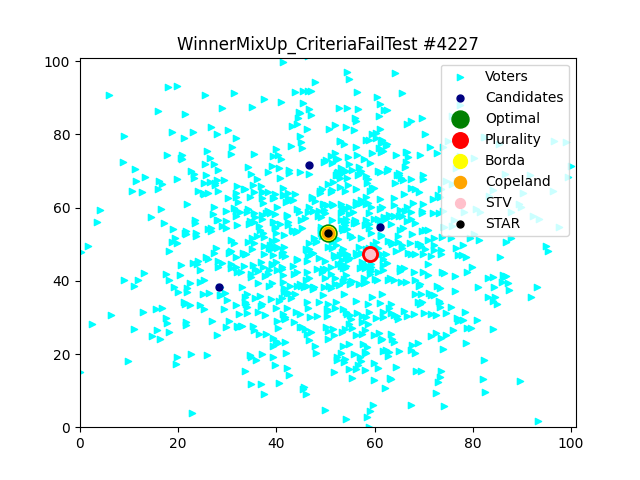 WinnerMixUp_CriteriaFailTest #4227
100
80
60
40
20
0
0
20
40
60
80
100
Voters
Candidates
Optimal
Plurality
Borda
Copeland
STV
STAR